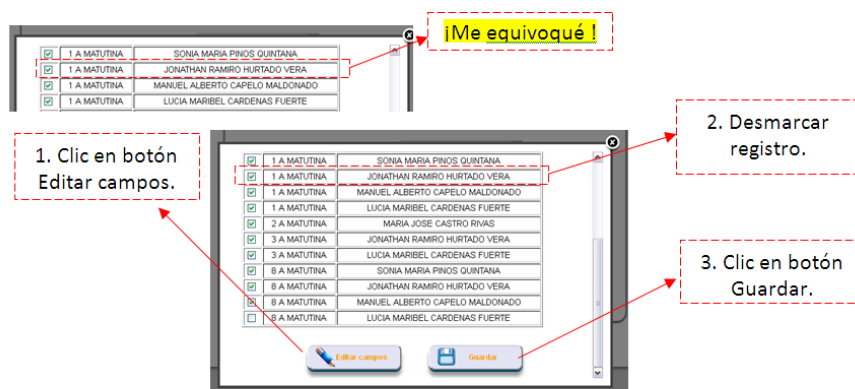 ¡Me equivoqué !
1 A MATUTINA SONIA MARIA PINOS QUINTANA
1 A MATUTINA JONATHAN RAMIRO HURTADO VERA
1 A MATUTINA MANUEL ALBERTO CAPELO MALDONADO
1 A MATUTINA LUCIA MARIBEL CARDENAS FUERTE
1. Clic en botón
Editar campos.
2. Desmarcar
registro.
3. Clic en botón
Guardar.
1 A MATUTINA SONIA MARIA PINOS QUINTANA
1 A MATUTINA JONATHAN RAMIRO HURTADO VERA
1 A MATUTINA MANUEL ALBERTO CAPELO MALDONADO
1 A MATUTINA LUCIA MARIBEL CARDENAS FUERTE
2 A MATUTINA MARIA JOSE CASTRO RIVAS
3 A MATUTINA JONATHAN RAMIRO HURTADO VERA
3 A MATUTINA LUCIA MARIBEL CARDENAS FUERTE
8 A MATUTINA SONIA MARIA PINOS QUINTANA
8 A MATUTINA JONATHAN RAMIRO HURTADO VERA
8 A MATUTINA MANUEL ALBERTO CAPELO MALDONADO
8 A MATUTINA LUCIA MARIBEL CARDENAS FUERTE
Editar campos
Guardar